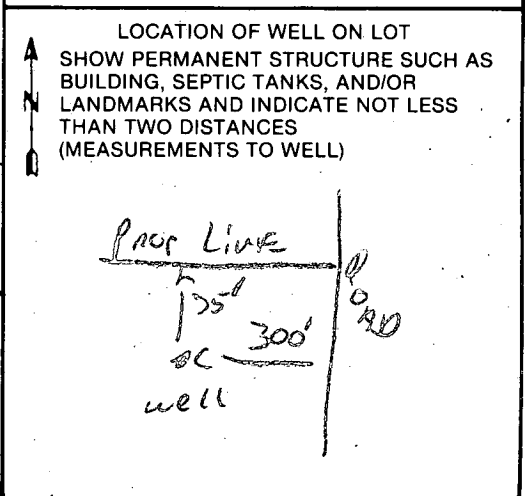 LOCATION OF WELL ON LOT
SHOW PERMANENT STRUCTURE SUCH AS
BUILDING, SEPTIC TANKS, AND/OR
LANDMARKS AND INDICATE NOT LESS
THAN TWO DISTANCES
(MEASUREMENTS TO WELL)
N
Prop Line
ROAD
35'
300'
well